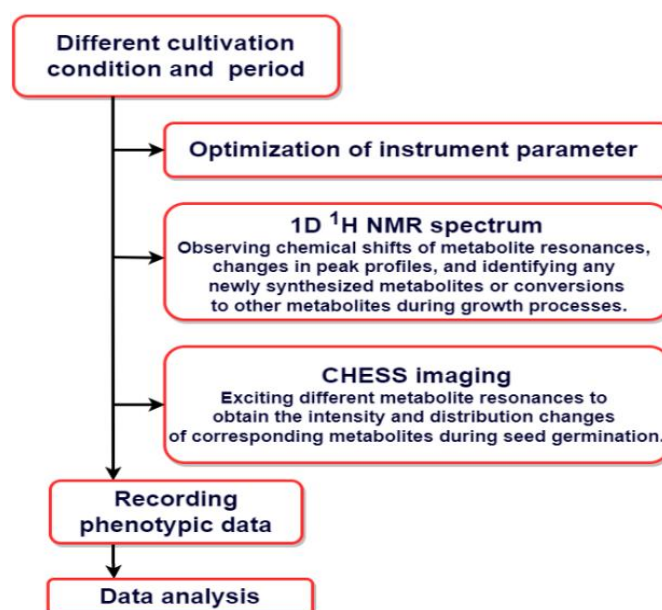 Different cultivation
condition and period
Optimization of instrument parameter
1D ¹H NMR spectrum
Observing chemical shifts of metabolite resonances,
changes in peak profiles, and identifying any
newly synthesized metabolites or conversions
to other metabolites during growth processes.
CHESS imaging
Exciting different metabolite resonances to
obtain the intensity and distribution changes
of corresponding metabolites during seed germination.
Recording
phenotypic data
Data analysis